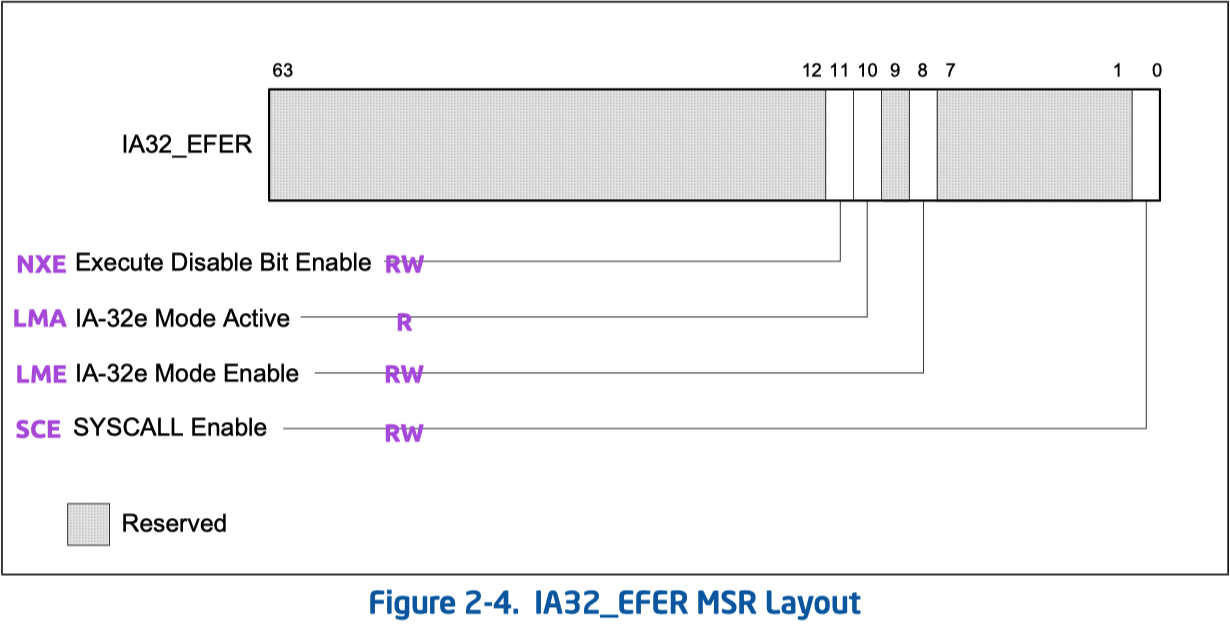 63 12 11 10 9 8 7 1 0
IA32_EFER
NXE Execute Disable Bit Enable RW
LMA IA-32e Mode Active R
LME IA-32e Mode Enable RW
SCE SYSCALL Enable RW
Reserved
Figure 2-4. IA32_EFER MSR Layout